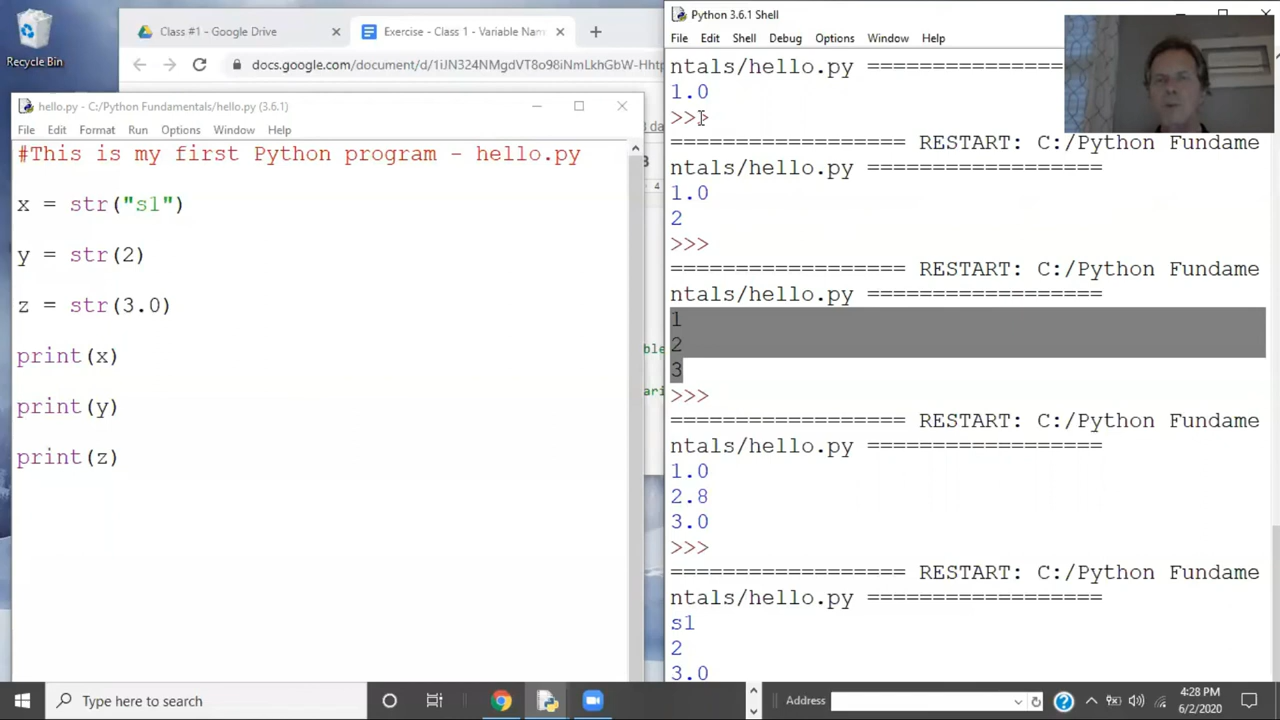 Recycle Bin
Class #1 - Google Drive
Exercise - Class 1 - Variable Nam
docs.google.com/document/d/1iJN324NMgdVT8o98iNmLkhGbW-Hhtp
hello.py - C:/Python Fundamentals/hello.py (3.6.1)
File Edit Format Run Options Window Help
#This is my first Python program - hello.py
x = str("s1")
y = str(2)
z = str(3.0)
print(x)
print(y)
print(z)
Python 3.6.1 Shell
File Edit Shell Debug Options Window Help
ntals/hello.py ===============
1.0
>>>
================== RESTART: C:/Python Fundame
ntals/hello.py ==================
1.0
2
>>>
================== RESTART: C:/Python Fundame
ntals/hello.py ==================
1
2
3
>>>
================== RESTART: C:/Python Fundame
ntals/hello.py ==================
1.0
2.8
3.0
>>>
================== RESTART: C:/Python Fundame
ntals/hello.py ==================
s1
2
3.0
Type here to search
Address
4:28 PM
6/2/2020